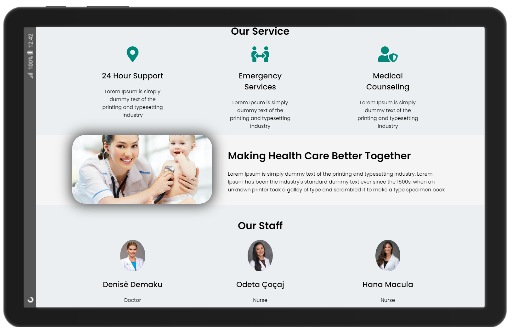 Our Service
24 Hour Support
Lorem Ipsum is simply
dummy text of the
printing and typesetting
industry
Emergency
Services
Lorem Ipsum is simply
dummy text of the
printing and typesetting
industry
Medical
Counseling
Lorem Ipsum is simply
dummy text of the
printing and typesetting
industry
Making Health Care Better Together
Lorem Ipsum is simply dummy text of the printing and typesetting industry. Lorem
Ipsum has been the industry's standard dummy text ever since the 1500s, when an
unknown printer took a galley of type and scrambled it to make a type specimen book.
Our Staff
Denisë Demaku
Doctor
Odeta Çoçaj
Nurse
Hana Macula
Nurse
100% 12:42